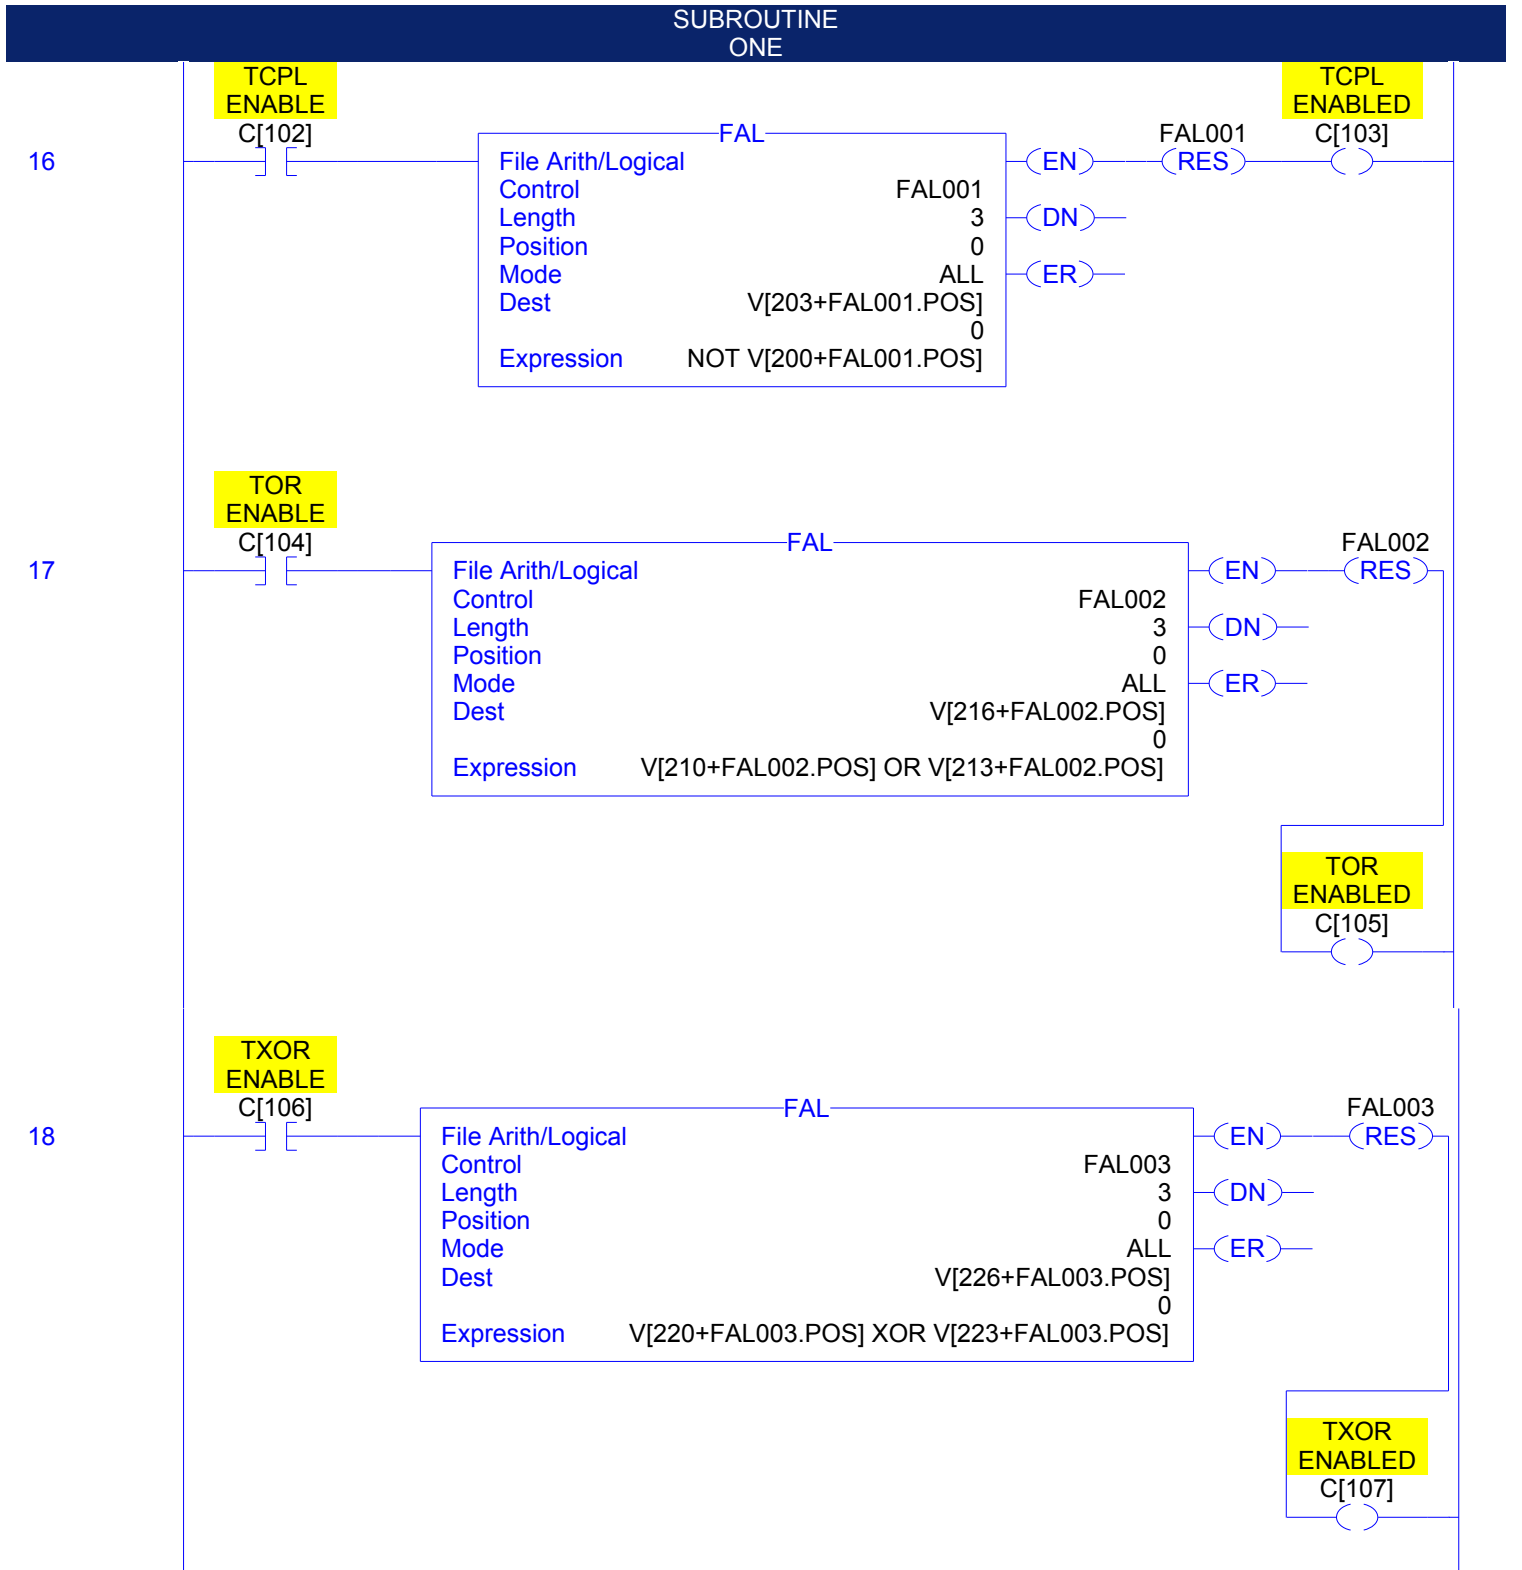 SUBROUTINE
ONE
TCPL
ENABLE
C[102]
TCPL
ENABLED
C[103]
FAL001
16
FAL
File Arith/Logical
Control FAL001
Length 3
Position 0
Mode ALL
Dest V[203+FAL001.POS]
0
Expression NOT V[200+FAL001.POS]
EN
DN
ER
RES
TOR
ENABLE
C[104]
FAL002
17
FAL
File Arith/Logical
Control FAL002
Length 3
Position 0
Mode ALL
Dest V[216+FAL002.POS]
0
Expression V[210+FAL002.POS] OR V[213+FAL002.POS]
EN
DN
ER
RES
TOR
ENABLED
C[105]
TXOR
ENABLE
C[106]
FAL003
18
FAL
File Arith/Logical
Control FAL003
Length 3
Position 0
Mode ALL
Dest V[226+FAL003.POS]
0
Expression V[220+FAL003.POS] XOR V[223+FAL003.POS]
EN
DN
ER
RES
TXOR
ENABLED
C[107]